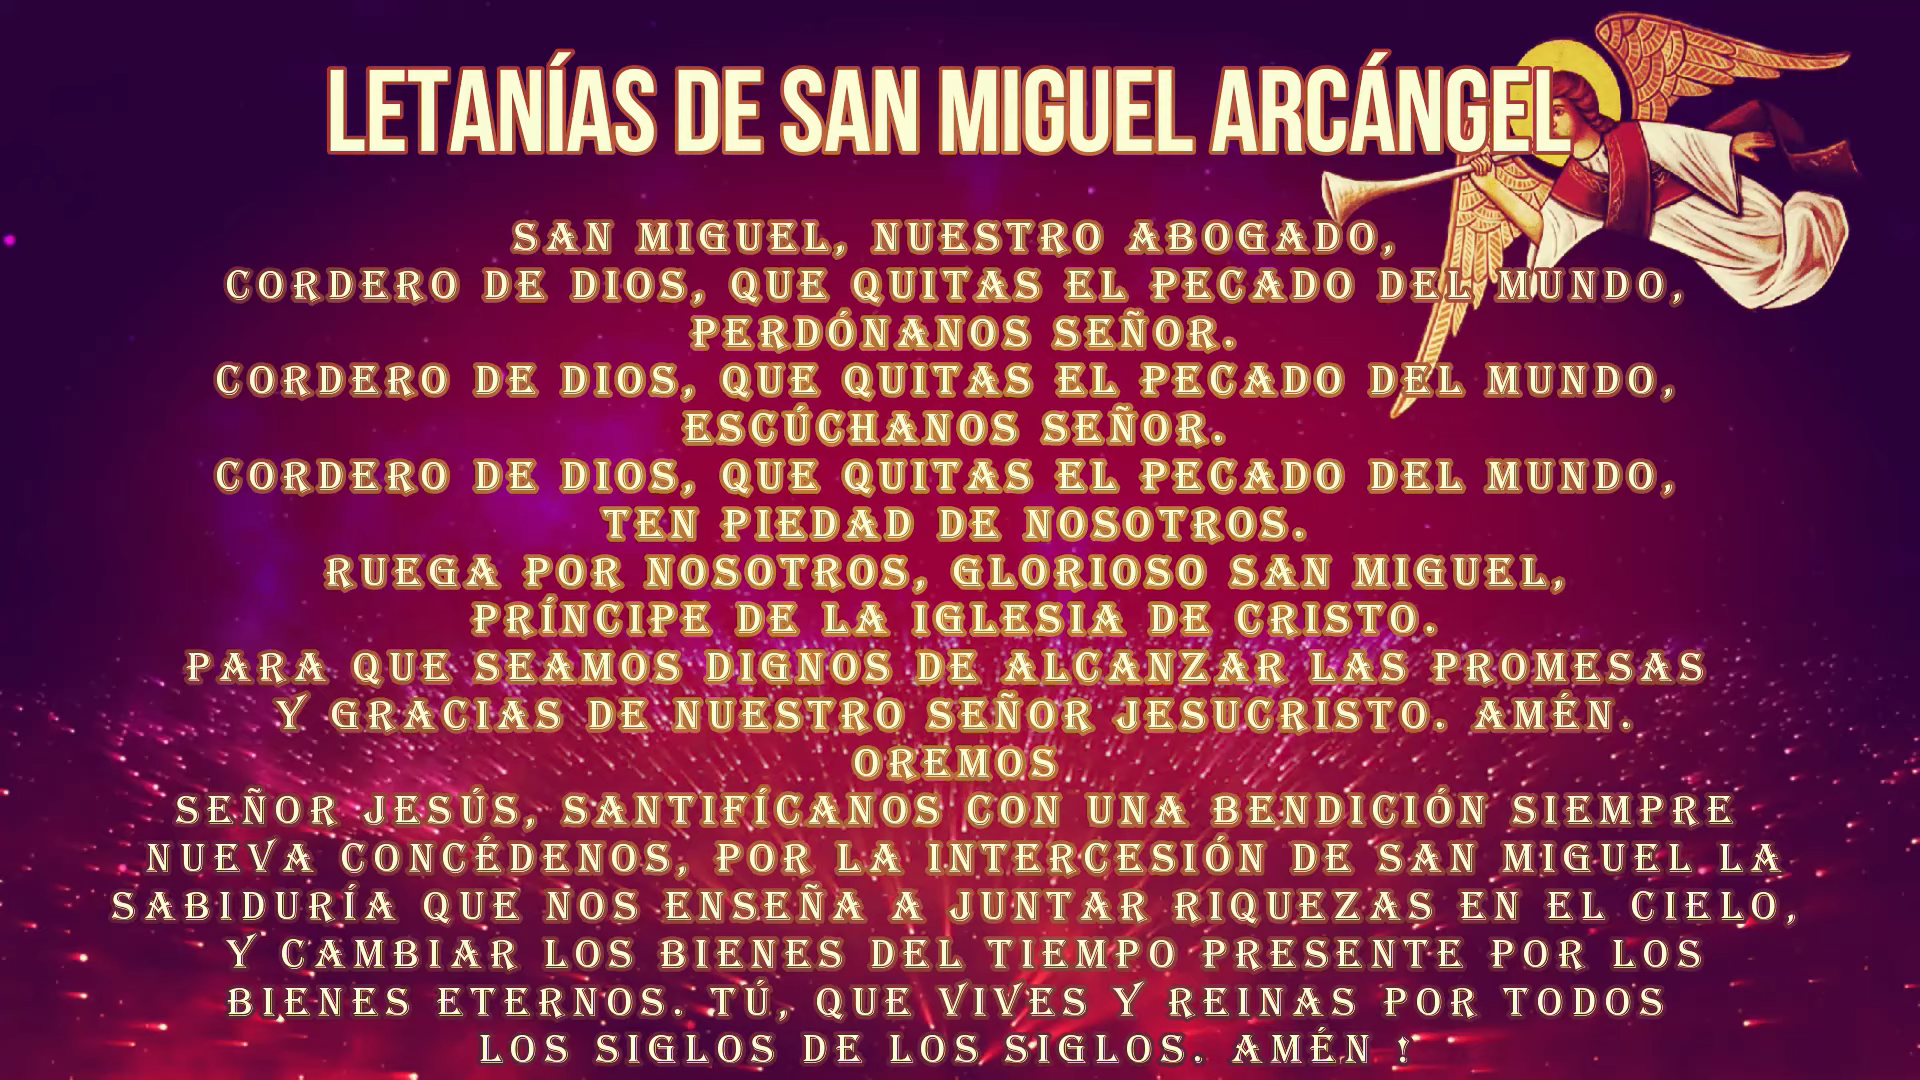 LETANÍAS DE SAN MIGUEL ARCÁNGEL
SAN MIGUEL, NUESTRO ABOGADO,
CORDERO DE DIOS, QUE QUITAS EL PECADO DEL MUNDO,
PERDÓNANOS SEÑOR.
CORDERO DE DIOS, QUE QUITAS EL PECADO DEL MUNDO,
ESCÚCHANOS SEÑOR.
CORDERO DE DIOS, QUE QUITAS EL PECADO DEL MUNDO,
TEN PIEDAD DE NOSOTROS.
RUEGA POR NOSOTROS, GLORIOSO SAN MIGUEL,
PRÍNCIPE DE LA IGLESIA DE CRISTO.
PARA QUE SEAMOS DIGNOS DE ALCANZAR LAS PROMESAS
Y GRACIAS DE NUESTRO SEÑOR JESUCRISTO. AMÉN.
OREMOS
SEÑOR JESÚS, SANTIFÍCANOS CON UNA BENDICIÓN SIEMPRE
NUEVA CONCÉDENOS, POR LA INTERCESIÓN DE SAN MIGUEL LA
SABIDURÍA QUE NOS ENSEÑA A JUNTAR RIQUEZAS EN EL CIELO,
Y CAMBIAR LOS BIENES DEL TIEMPO PRESENTE POR LOS
BIENES ETERNOS. TÚ, QUE VIVES Y REINAS POR TODOS
LOS SIGLOS DE LOS SIGLOS. AMÉN !